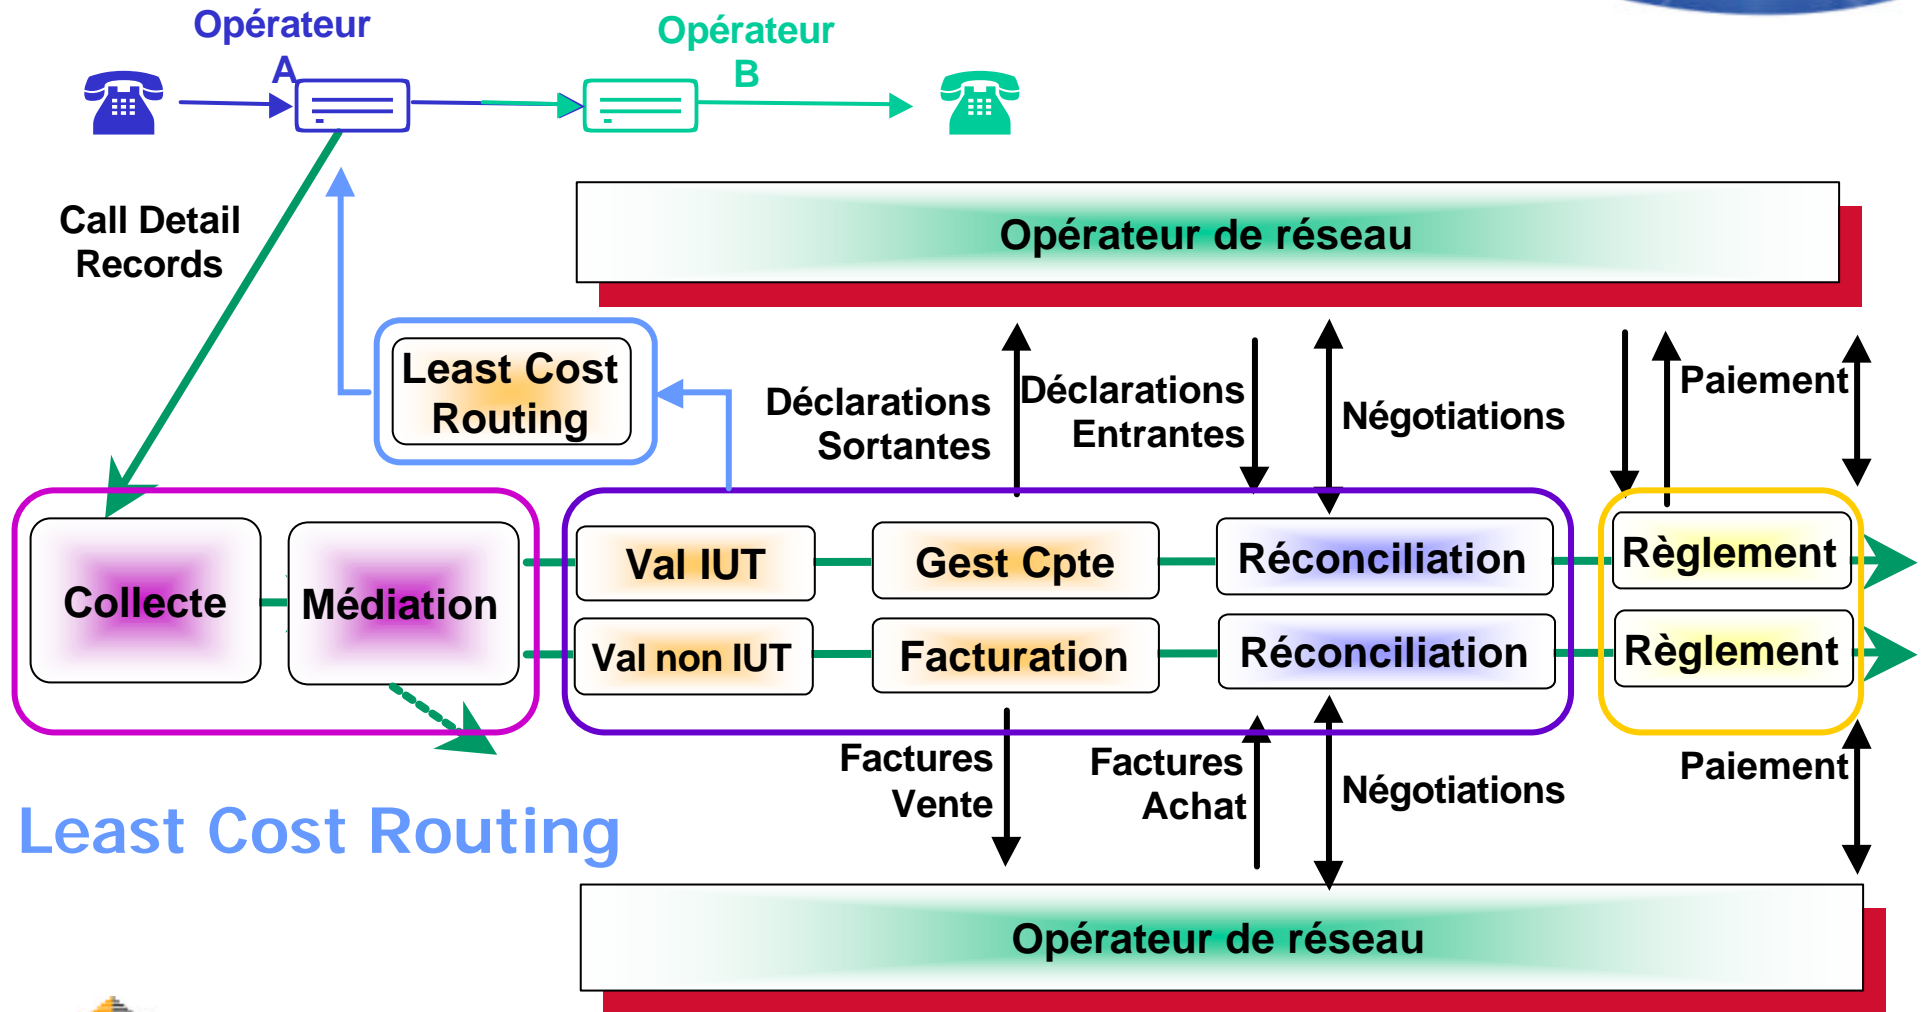 Opérateur
A
Opérateur
B
Call Detail
Records
Opérateur de réseau
Least Cost
Routing
Déclarations
Sortantes
Déclarations
Entrantes
Négotiations
Paiement
Collecte
Médiation
Val IUT
Gest Cpte
Réconciliation
Règlement
Val non IUT
Facturation
Réconciliation
Règlement
Factures
Vente
Factures
Achat
Négotiations
Paiement
Least Cost Routing
Opérateur de réseau